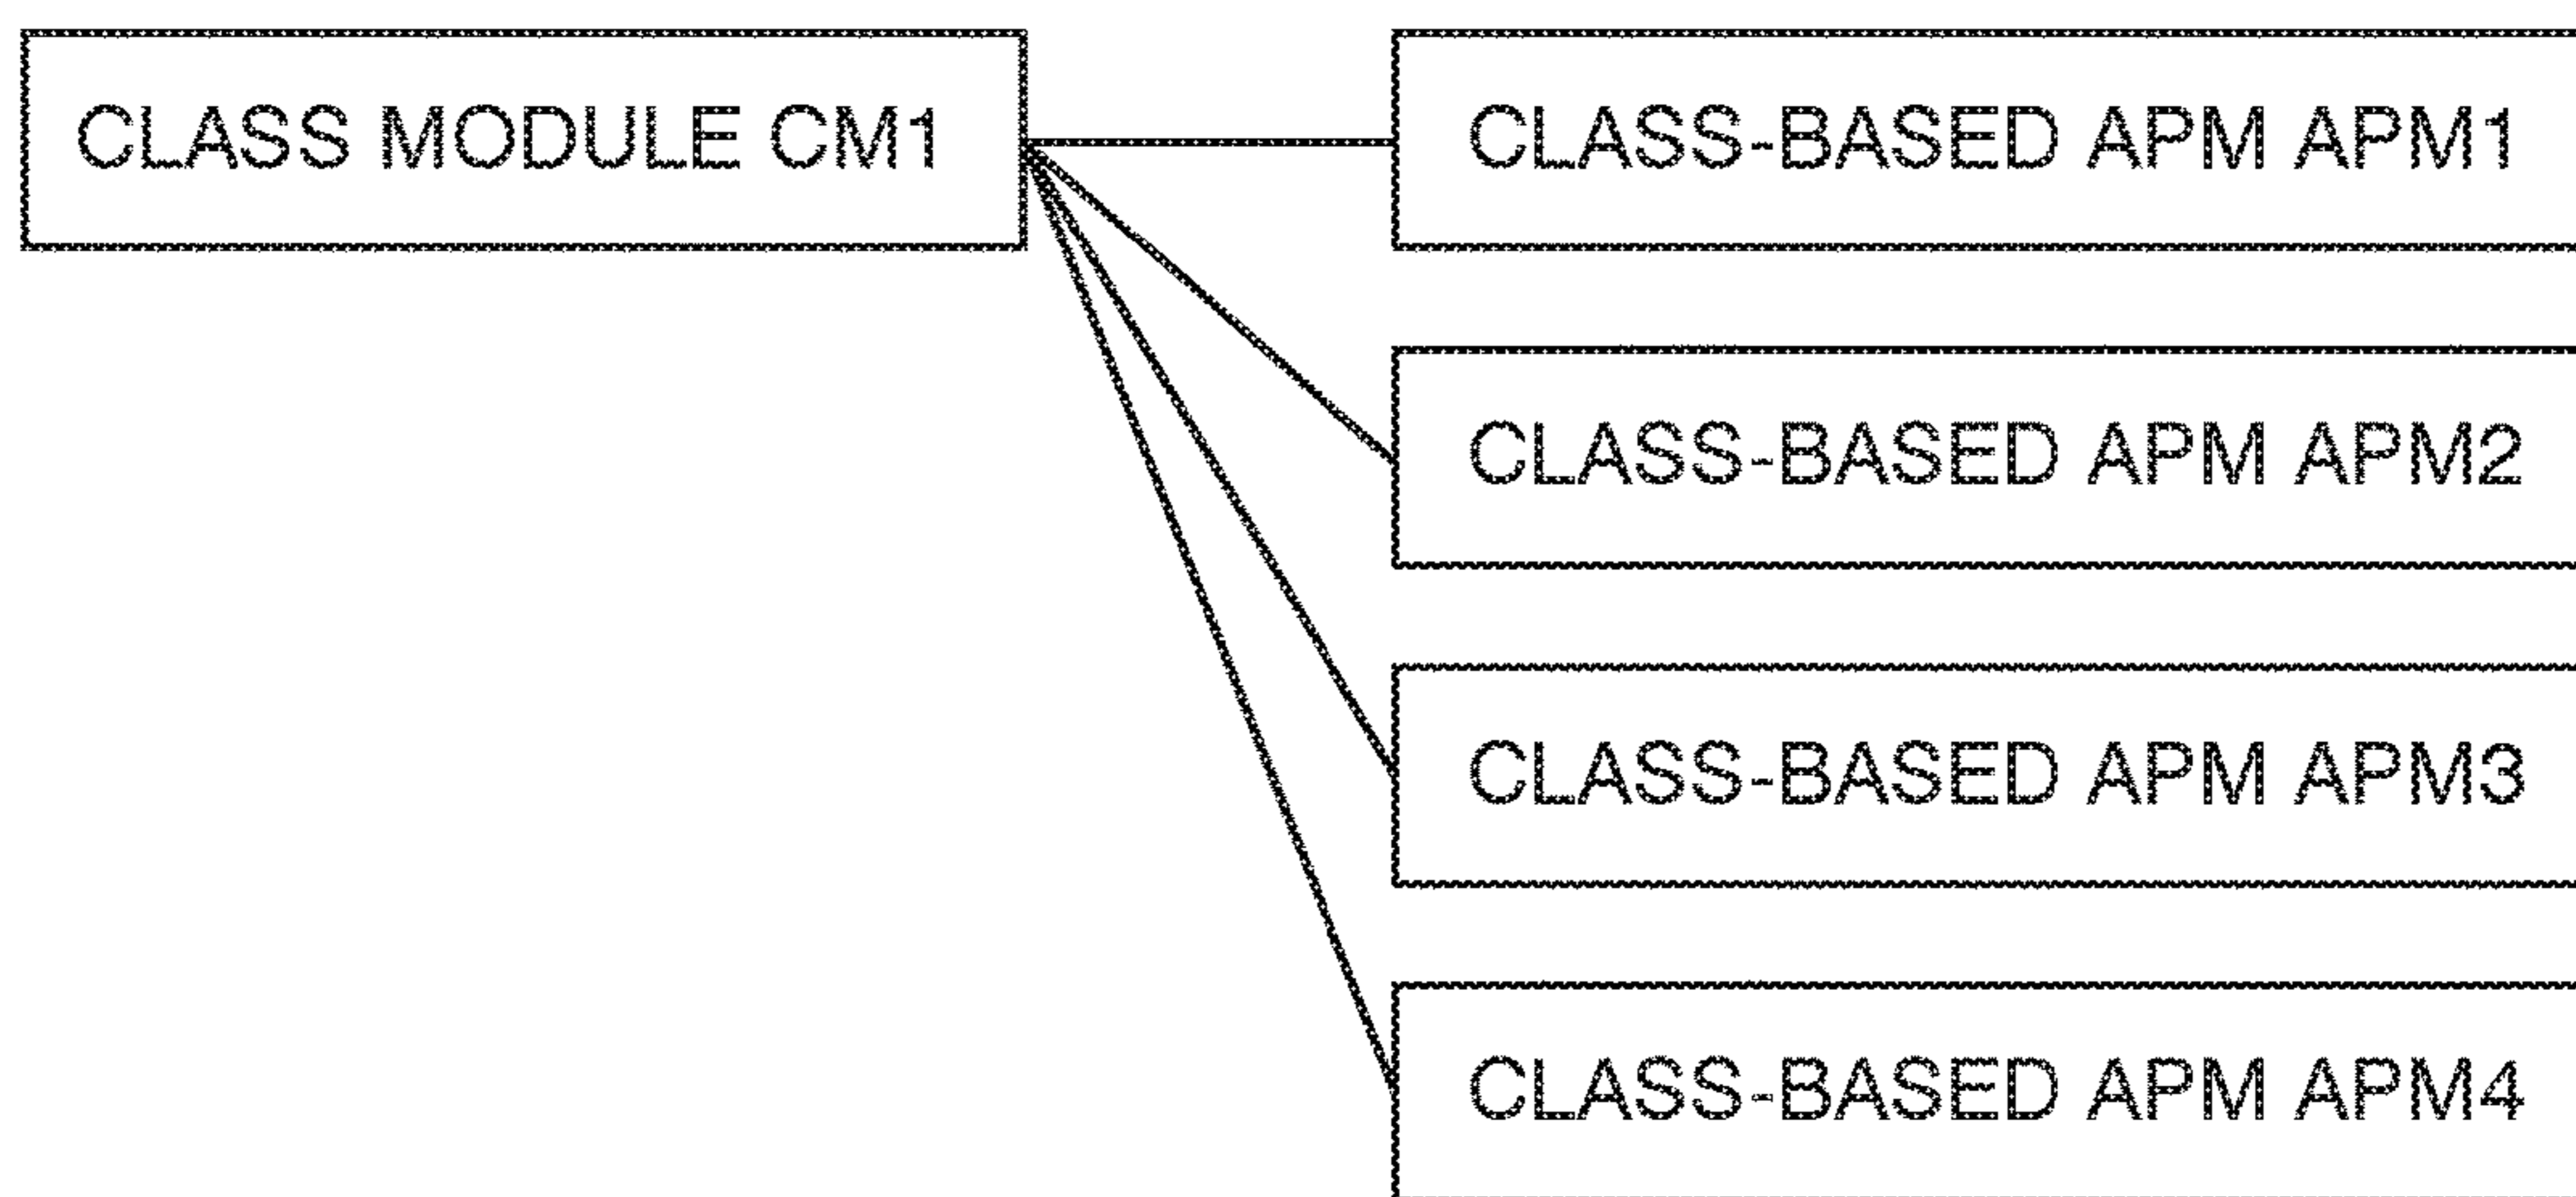 CLASS MODULE CM1
CLASS-BASED APM APM1
CLASS-BASED APM APM2
CLASS-BASED APM APM3
CLASS-BASED APM APM4